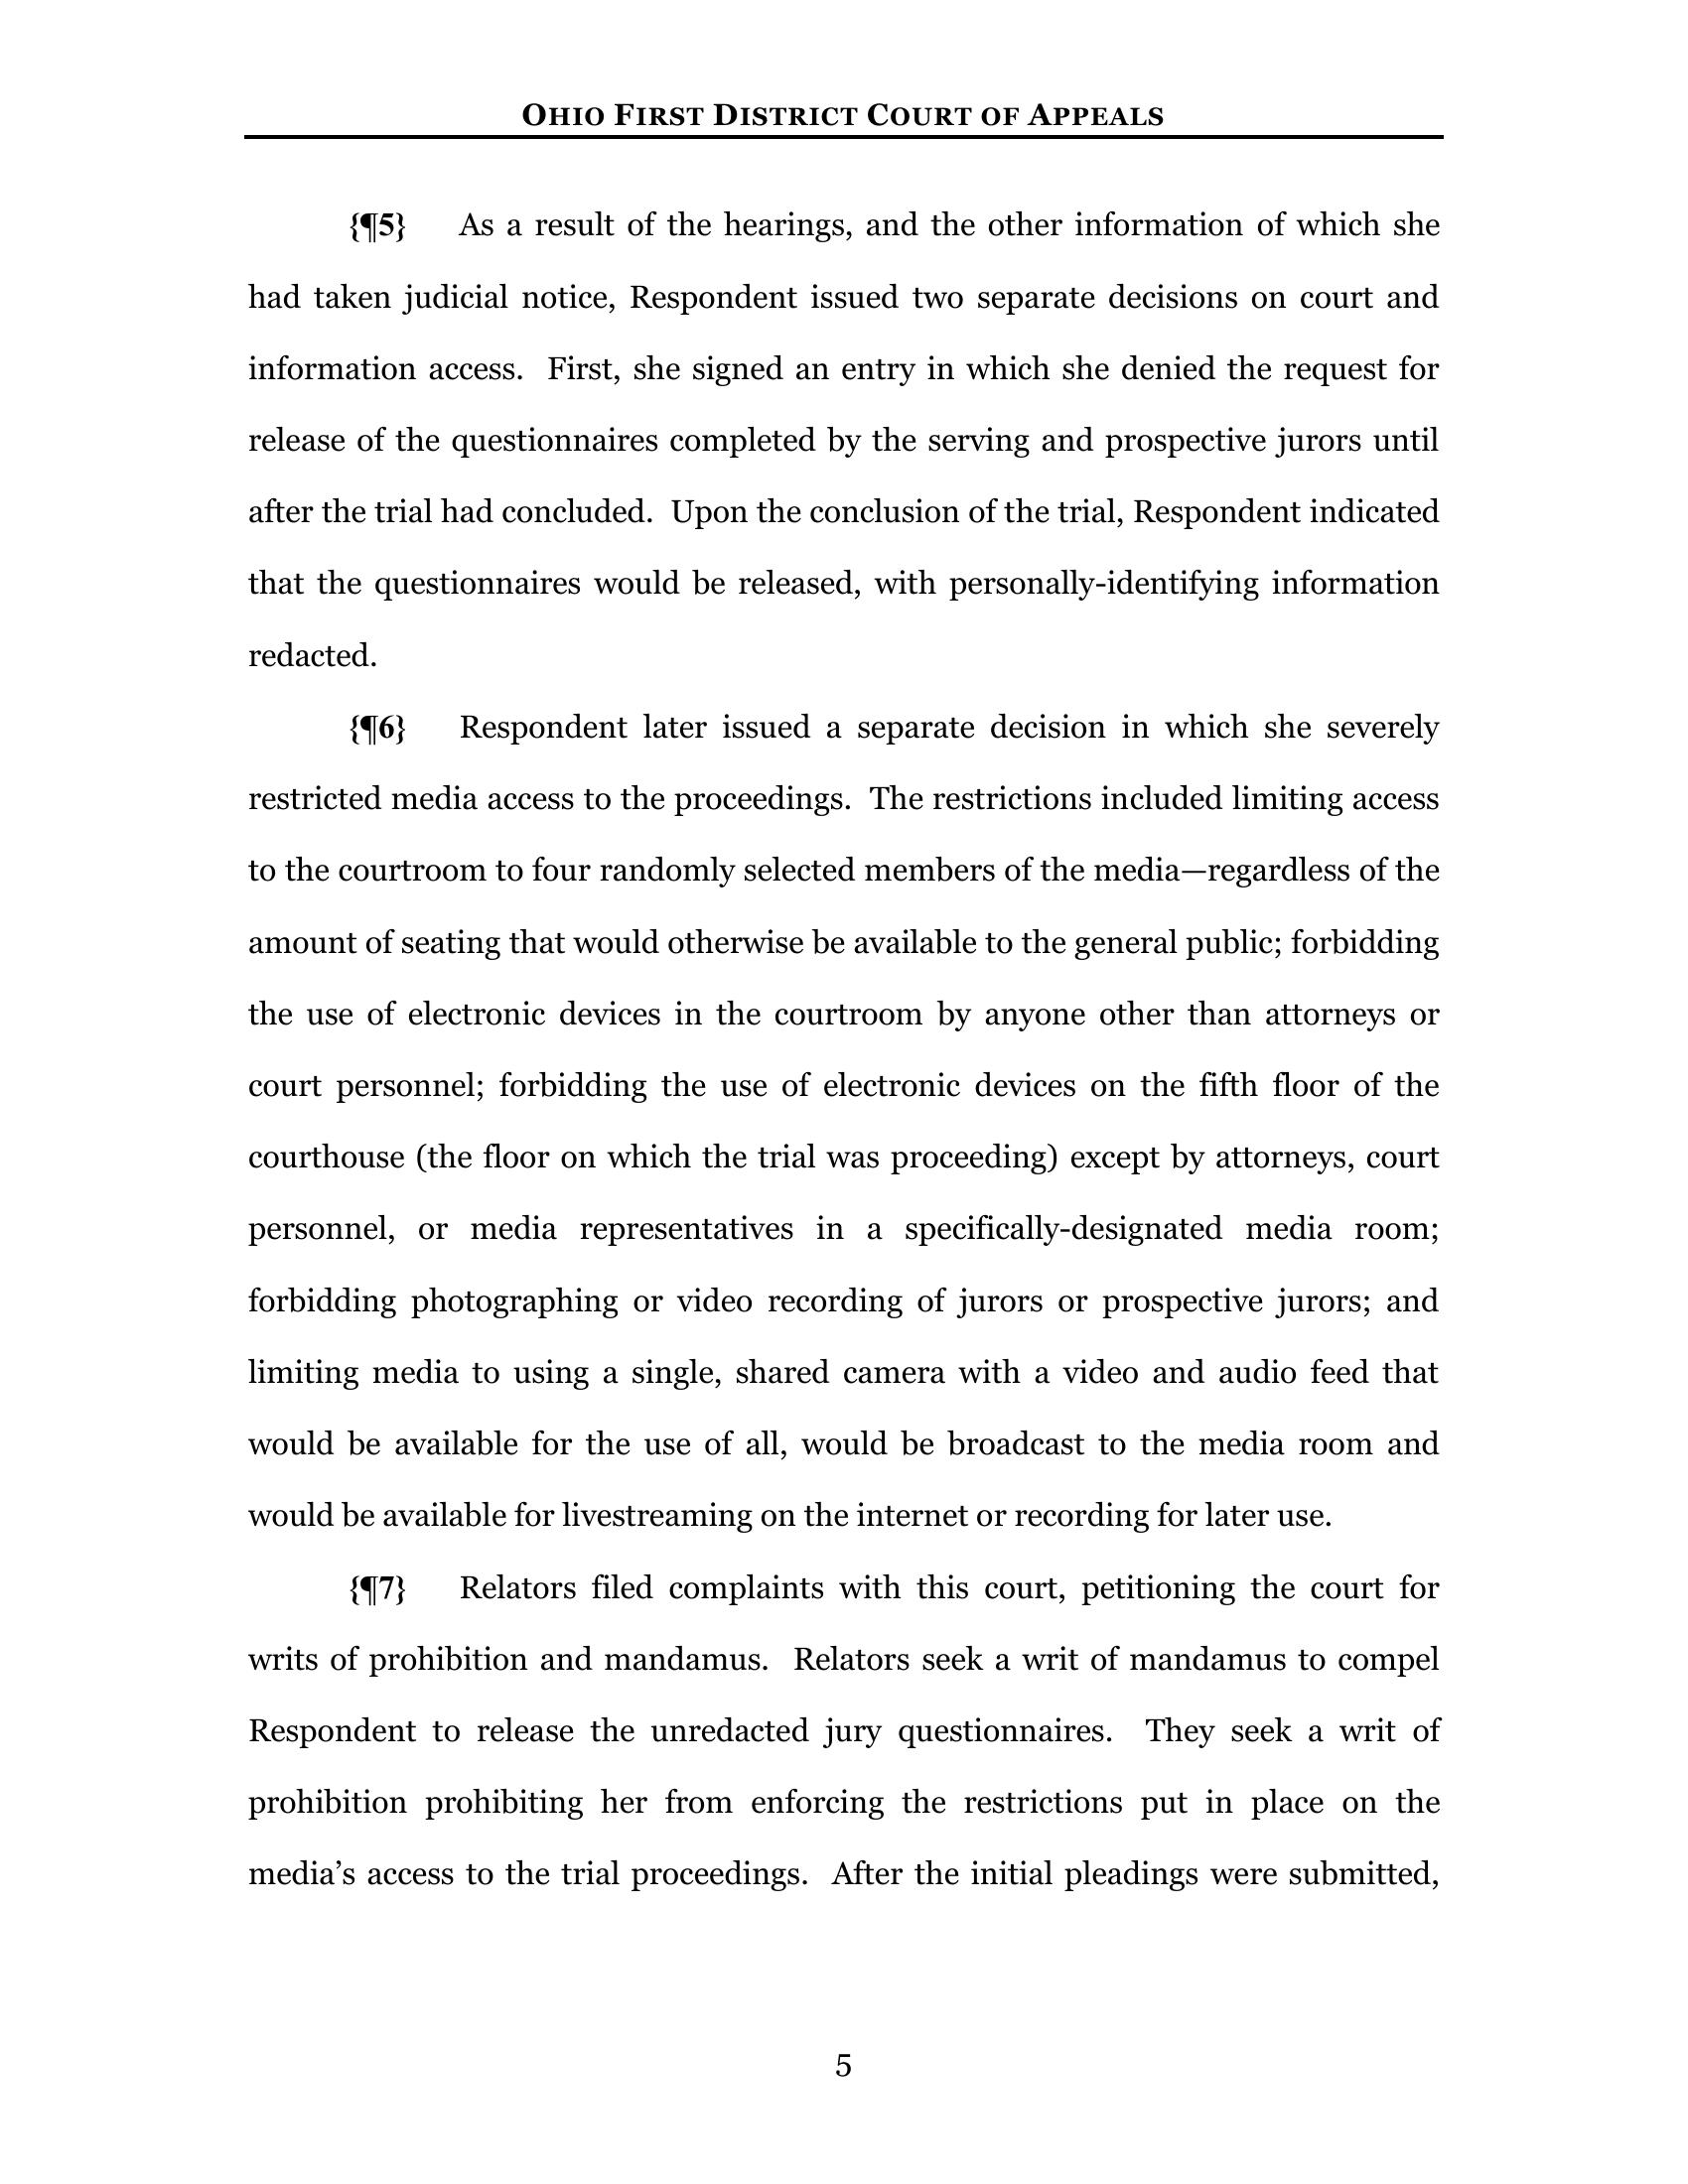 OHIO FIRST DISTRICT COURT OF APPEALS
{¶5} As a result of the hearings, and the other information of which she
had taken judicial notice, Respondent issued two separate decisions on court and
information access. First, she signed an entry in which she denied the request for
release of the questionnaires completed by the serving and prospective jurors until
after the trial had concluded. Upon the conclusion of the trial, Respondent indicated
that the questionnaires would be released, with personally-identifying information
redacted.
{¶6} Respondent later issued a separate decision in which she severely
restricted media access to the proceedings. The restrictions included limiting access
to the courtroom to four randomly selected members of the media—regardless of the
amount of seating that would otherwise be available to the general public; forbidding
the use of electronic devices in the courtroom by anyone other than attorneys or
court personnel; forbidding the use of electronic devices on the fifth floor of the
courthouse (the floor on which the trial was proceeding) except by attorneys, court
personnel, or media representatives in a specifically-designated media room;
forbidding photographing or video recording of jurors or prospective jurors; and
limiting media to using a single, shared camera with a video and audio feed that
would be available for the use of all, would be broadcast to the media room and
would be available for livestreaming on the internet or recording for later use.
{¶7} Relators filed complaints with this court, petitioning the court for
writs of prohibition and mandamus. Relators seek a writ of mandamus to compel
Respondent to release the unredacted jury questionnaires. They seek a writ of
prohibition prohibiting her from enforcing the restrictions put in place on the
media’s access to the trial proceedings. After the initial pleadings were submitted,
5